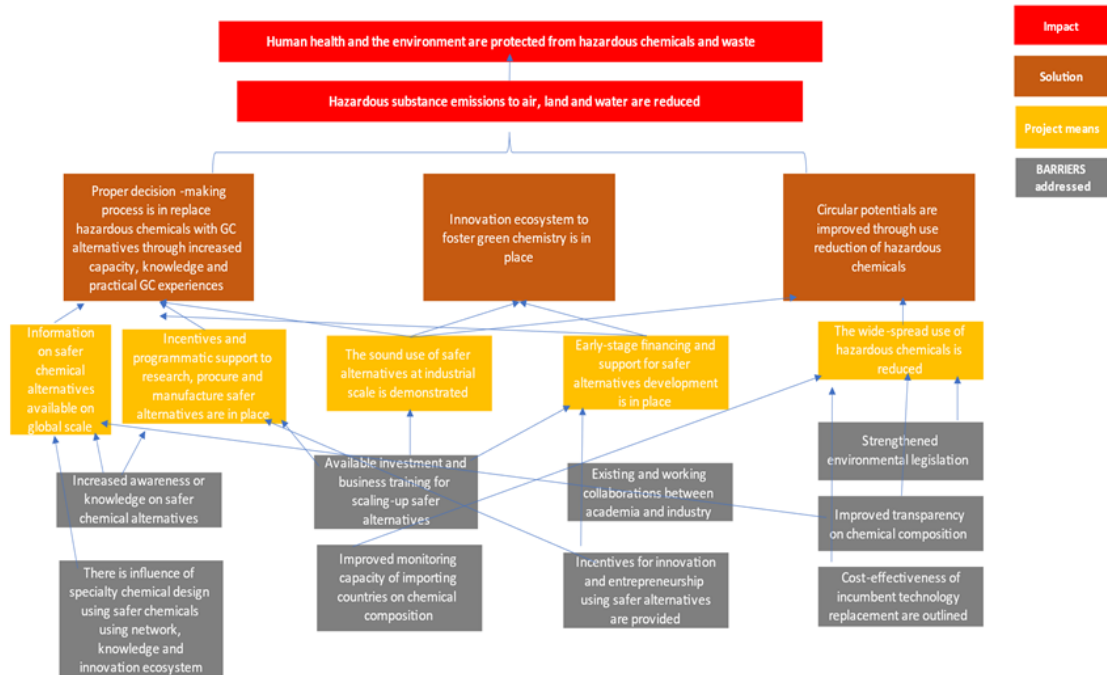 Human health and the environment are protected from hazardous chemicals and waste
Impact
Hazardous substance emissions to air, land and water are reduced
Solution
Project means
BARRIERS
addressed
Proper decision -making
process is in replace
hazardous chemicals with GC
alternatives through increased
capacity, knowledge and
practical GC experiences
Innovation ecosystem to
foster green chemistry is in
place
Circular potentials are
improved through use
reduction of hazardous
chemicals
Information
on safer
chemical
alternatives
available on
global scale
Incentives and
programmatic support to
research, procure and
manufacture safer
alternatives are in place
The sound use of safer
alternatives at industrial
scale is demonstrated
Early-stage financing and
support for safer
alternatives development
is in place
The wide -spread use of
hazardous chemicals is
reduced
Increased awareness or
knowledge on safer
chemical alternatives
Available investment and
business training for
scaling-up safer
alternatives
Existing and working
collaborations between
academia and industry
Strengthened
environmental legislation
Improved transparency
on chemical composition
There is influence of
specialty chemical design
using safer chemicals
using network,
knowledge and
innovation ecosystem
Improved monitoring
capacity of importing
countries on chemical
composition
Incentives for innovation
and entrepreneurship
using safer alternatives
are provided
Cost-effectiveness of
incumbent technology
replacement are outlined